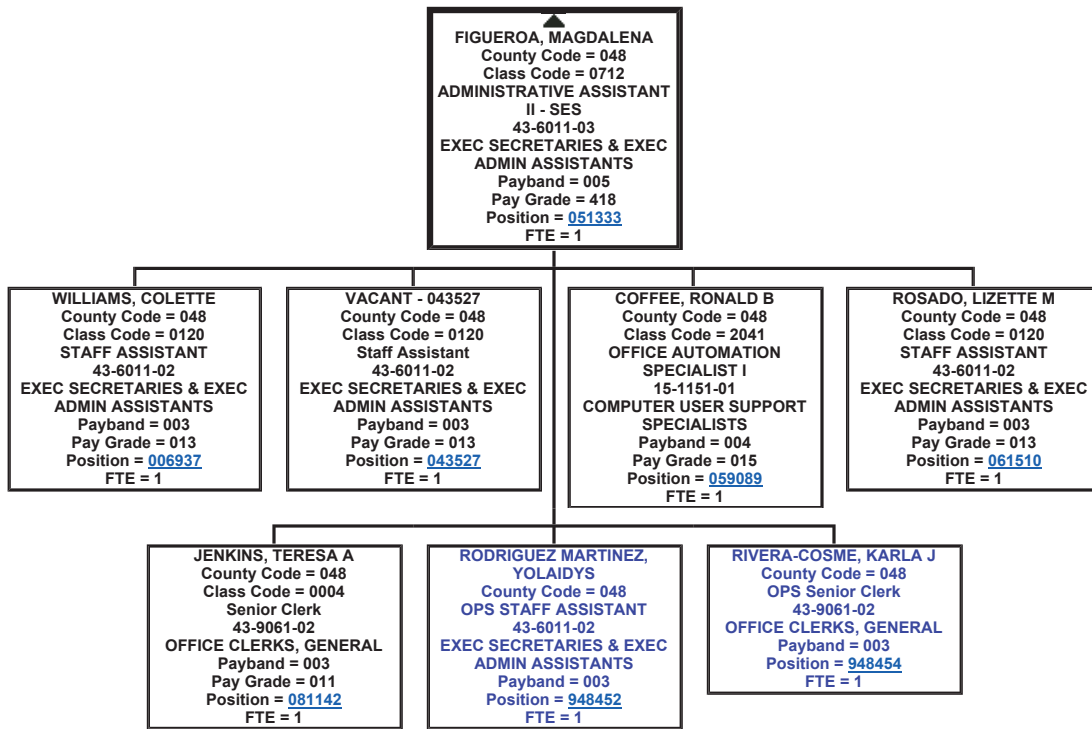 FIGUEROA, MAGDALENA
County Code = 048
Class Code = 0712
ADMINISTRATIVE ASSISTANT
II - SES
43-6011-03
EXEC SECRETARIES & EXEC
ADMIN ASSISTANTS
Payband = 005
Pay Grade = 418
Position = 051333
FTE = 1
WILLIAMS, COLETTE
County Code = 048
Class Code = 0120
STAFF ASSISTANT
43-6011-02
EXEC SECRETARIES & EXEC
ADMIN ASSISTANTS
Payband = 003
Pay Grade = 013
Position = 006937
FTE = 1
VACANT - 043527
County Code = 048
Class Code = 0120
Staff Assistant
43-6011-02
EXEC SECRETARIES & EXEC
ADMIN ASSISTANTS
Payband = 003
Pay Grade = 013
Position = 043527
FTE = 1
COFFEE, RONALD B
County Code = 048
Class Code = 2041
OFFICE AUTOMATION
SPECIALIST I
15-1151-01
COMPUTER USER SUPPORT
SPECIALISTS
Payband = 004
Pay Grade = 015
Position = 059089
FTE = 1
ROSADO, LIZETTE M
County Code = 048
Class Code = 0120
STAFF ASSISTANT
43-6011-02
EXEC SECRETARIES & EXEC
ADMIN ASSISTANTS
Payband = 003
Pay Grade = 013
Position = 061510
FTE = 1
JENKINS, TERESA A
County Code = 048
Class Code = 0004
Senior Clerk
43-9061-02
OFFICE CLERKS, GENERAL
Payband = 003
Pay Grade = 011
Position = 081142
FTE = 1
RODRIGUEZ MARTINEZ,
YOLAIDYS
County Code = 048
OPS STAFF ASSISTANT
43-6011-02
EXEC SECRETARIES & EXEC
ADMIN ASSISTANTS
Payband = 003
Position = 948452
FTE = 1
RIVERA-COSME, KARLA J
County Code = 048
OPS Senior Clerk
43-9061-02
OFFICE CLERKS, GENERAL
Payband = 003
Position = 948454
FTE = 1